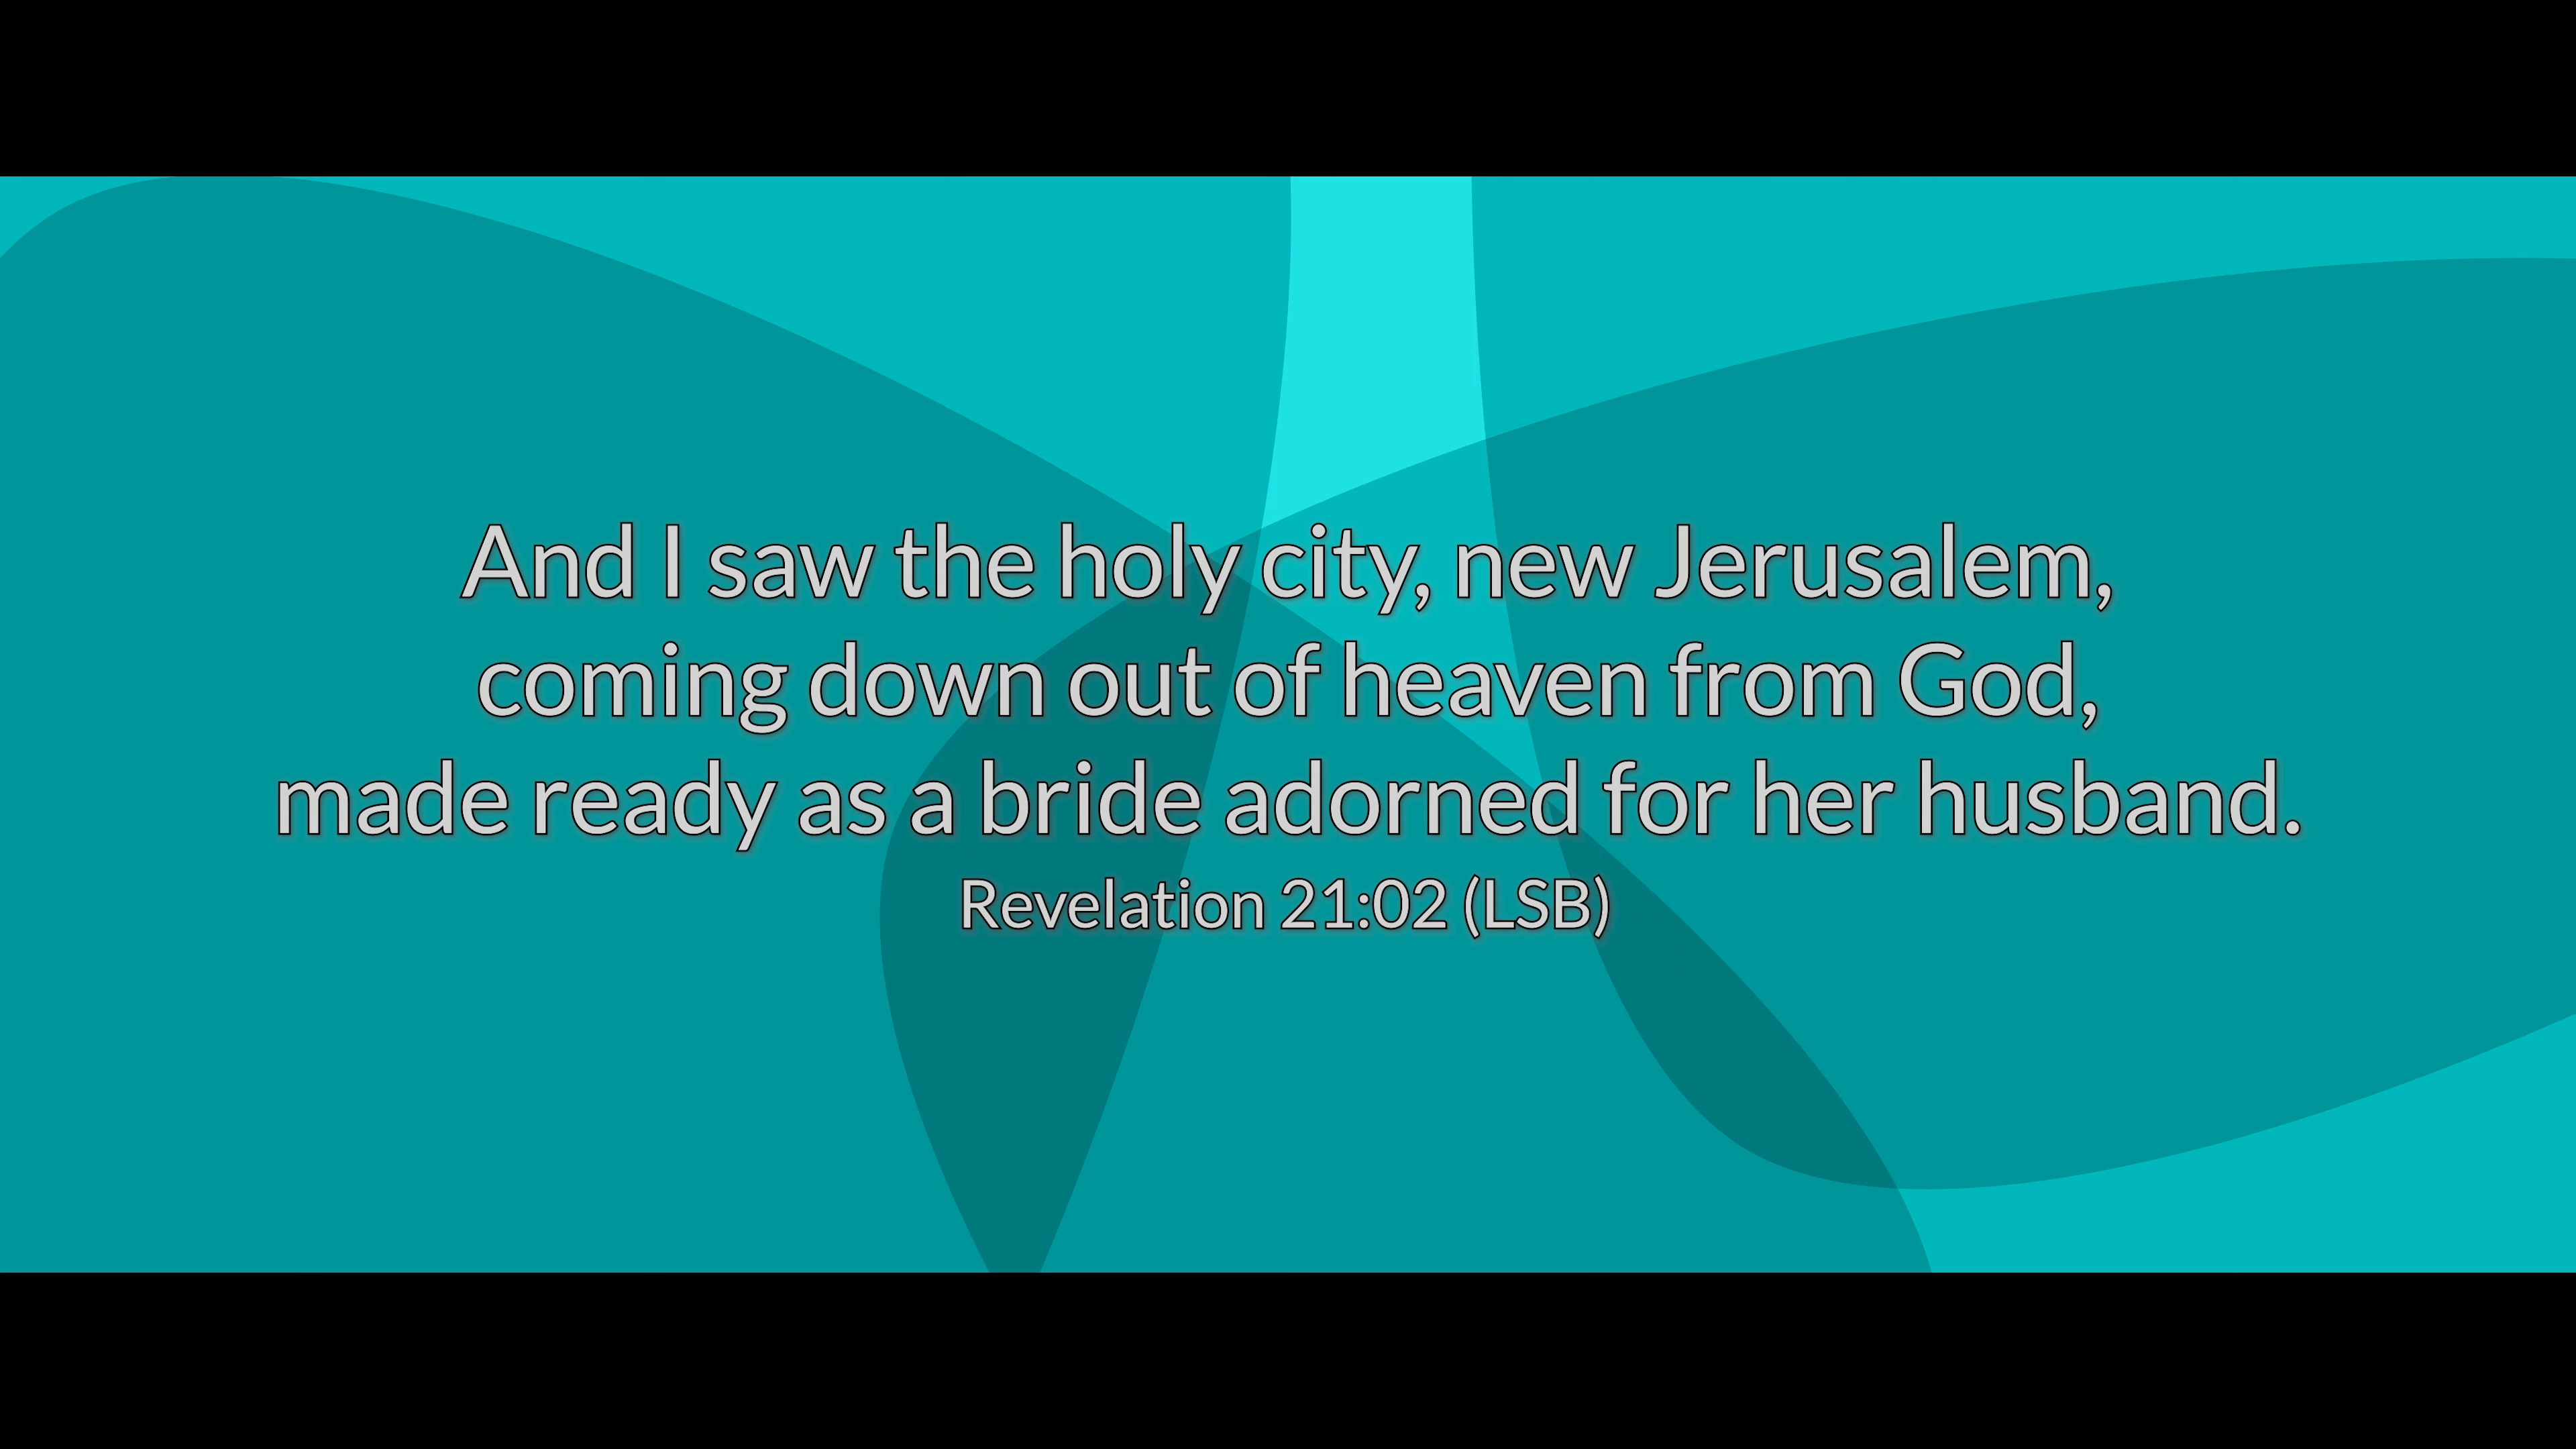 And I saw the holy city, new Jerusalem,
coming down out of heaven from God,
made ready as a bride adorned for her husband.
Revelation 21:02 (LSB)